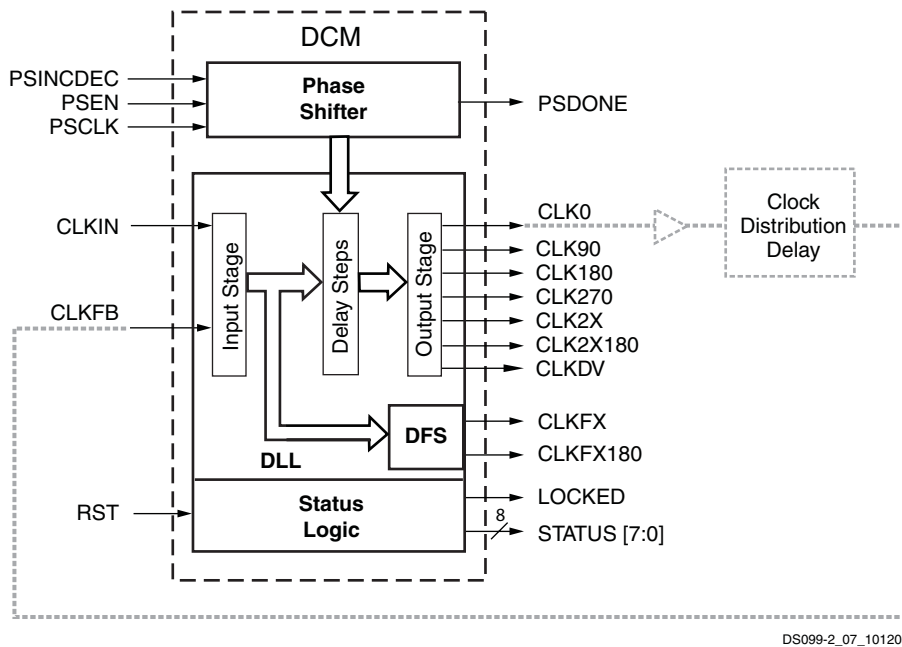 DCM
PSINCDEC
PSEN
PSCLK
Phase
Shifter
PSDONE
CLKIN
CLKFB
Input Stage
Delay Steps
Output Stage
CLK0
CLK90
CLK180
CLK270
CLK2X
CLK2X180
CLKDV
Clock
Distribution
Delay
DFS
CLKFX
CLKFX180
DLL
RST
Status
Logic
LOCKED
8
STATUS [7:0]
DS099-2_07_10120